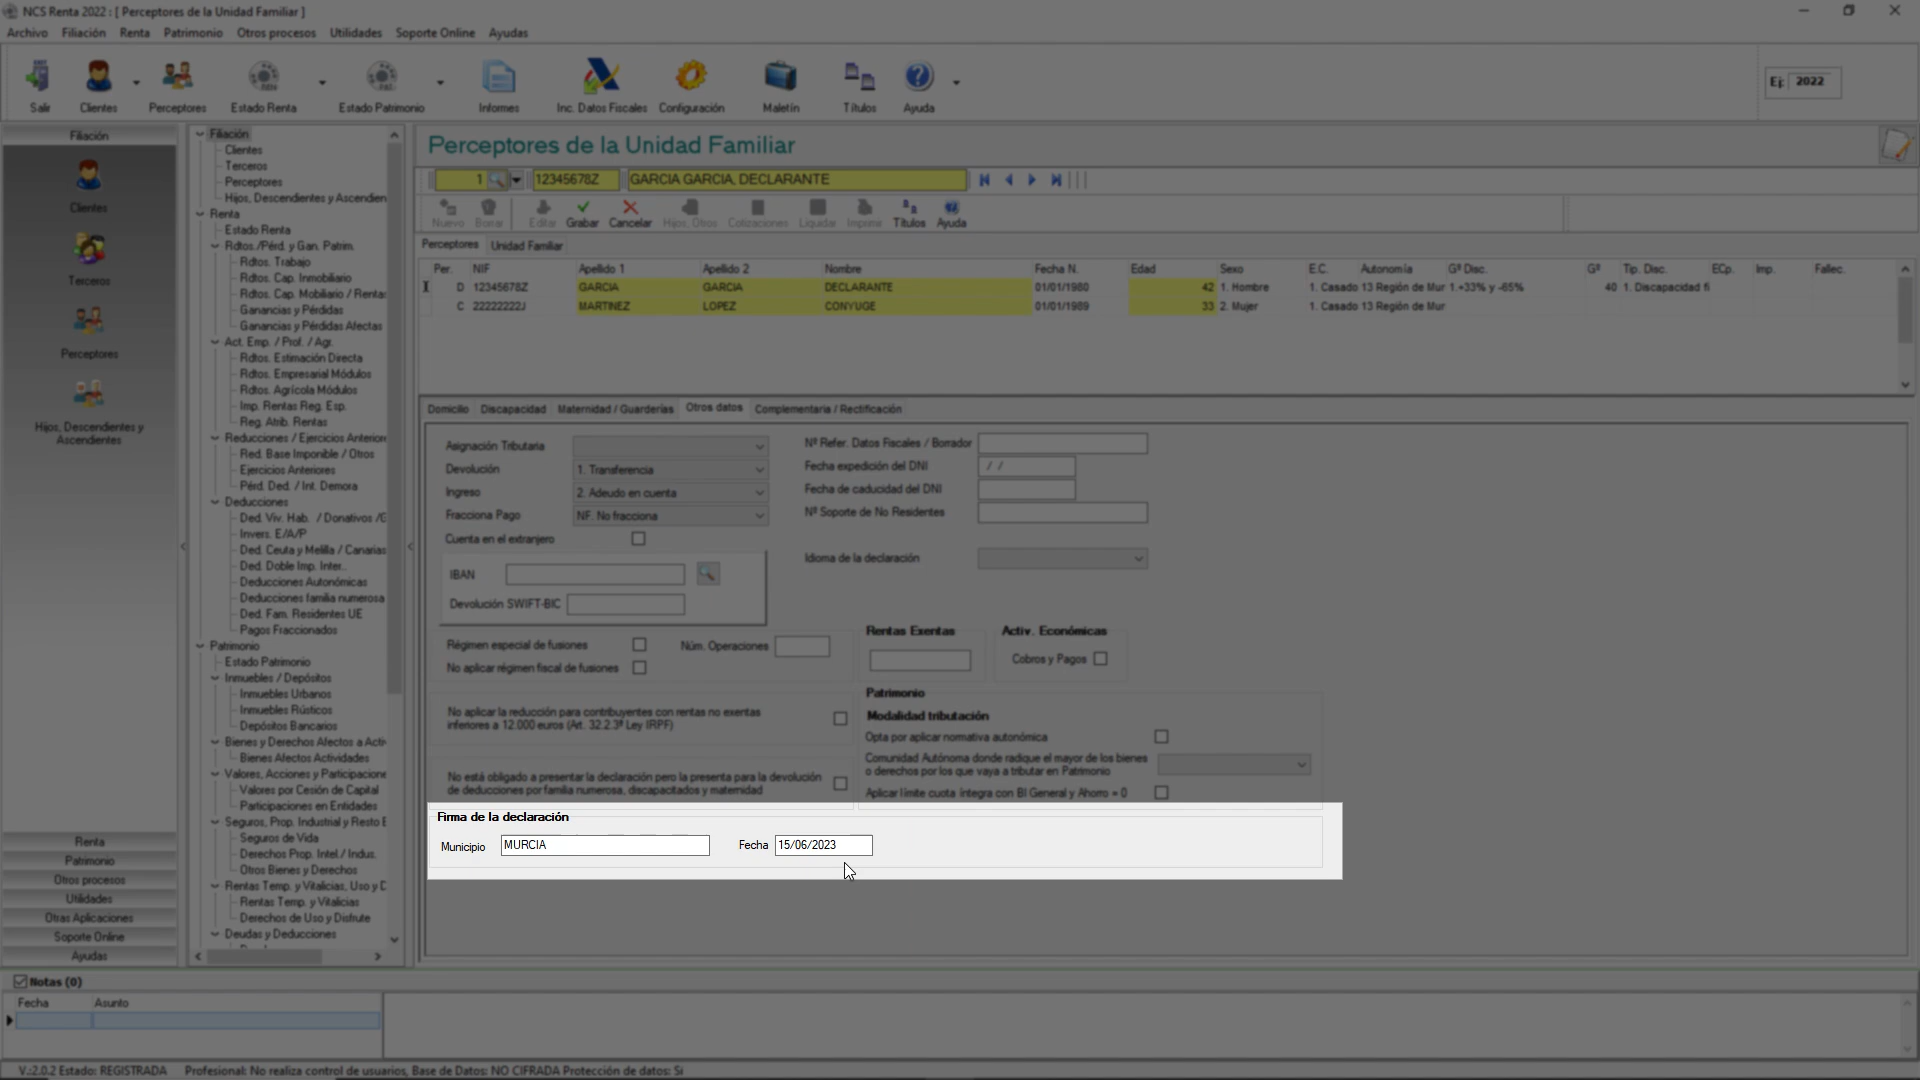 NCS Renta 2022 : [ Perceptores de la Unidad Familiar ]
Archivo Filiación Renta Patrimonio Otros procesos Utilidades Soporte Online Ayudas
Salir Clientes Perceptores Estado Renta Estado Patrimonio Informes Inc. Datos Fiscales Configuración Maletín Títulos Ayuda
Ej: 2022
Filiación
Clientes
Terceros
Perceptores
Hijos, Descendientes y
Ascendientes
Renta
Patrimonio
Otros procesos
Utilidades
Otras Aplicaciones
Soporte Online
Ayudas
Filiación
Clientes
Terceros
Perceptores
Hijos, Descendientes y Ascendien
Renta
Estado Renta
Rdtos./Pérd. y Gan. Patrim.
Rdtos. Trabajo
Rdtos. Cap. Inmobiliario
Rdtos. Cap. Mobiliario / Rentas
Ganancias y Pérdidas
Ganancias y Pérdidas Afectas
Act. Emp. / Prof. / Agr.
Rdtos. Estimación Directa
Rdtos. Empresarial Módulos
Rdtos. Agrícola Módulos
Imp. Rentas Reg. Esp.
Reg. Atrib. Rentas
Reducciones / Ejercicios Anteriore
Red. Base Imponible / Otros
Ejercicios Anteriores
Pérd. Ded. / Int. Demora
Deducciones
Ded. Viv. Hab. / Donativos /G
Invers. E/A/P
Ded. Ceuta y Melilla / Canarias
Ded. Doble Imp. Inter..
Deducciones Autonómicas
Deducciones familia numerosa
Ded. Fam. Residentes UE
Pagos Fraccionados
Patrimonio
Estado Patrimonio
Inmuebles / Depósitos
Inmuebles Urbanos
Inmuebles Rústicos
Depósitos Bancarios
Bienes y Derechos Afectos a Activ
Bienes Afectos Actividades
Valores, Acciones y Participacione
Valores por Cesión de Capital
Participaciones en Entidades
Seguros, Prop. Industrial y Resto E
Seguros de Vida
Derechos Prop. Intel./ Indus.
Otros Bienes y Derechos
Rentas Temp. y Vitalicias, Uso y D
Rentas Temp. y Vitalicias
Derechos de Uso y Disfrute
Deudas y Deducciones
Perceptores de la Unidad Familiar
1 12345678Z GARCIA GARCIA, DECLARANTE
Nuevo Borrar Editar Grabar Cancelar Hijos, Otros Cotizaciones Liquidar Imprimir Títulos Ayuda
Perceptores Unidad Familiar
Per. NIF Apellido 1 Apellido 2 Nombre Fecha N. Edad Sexo E.C. Autonomía Gº Disc. Gº Tip. Disc. ECp. Imp. Fallec.
D 12345678Z GARCIA GARCIA DECLARANTE 01/01/1980 42 1. Hombre 1. Casado 13 Región de Mur 1.+33% y -65% 40 1. Discapacidad fi
C 22222222J MARTINEZ LOPEZ CONYUGE 01/01/1989 33 2. Mujer 1. Casado 13 Región de Mur
Domicilio Discapacidad Maternidad / Guarderías Otros datos Complementaria / Rectificación
Asignación Tributaria
Devolución 1. Transferencia
Ingreso 2. Adeudo en cuenta
Fracciona Pago NF. No fracciona
Cuenta en el extranjero
IBAN
Devolución SWIFT-BIC
Nº Refer. Datos Fiscales / Borrador
Fecha expedición del DNI / /
Fecha de caducidad del DNI
Nº Soporte de No Residentes
Idioma de la declaración
Régimen especial de fusiones Núm. Operaciones
No aplicar régimen fiscal de fusiones
Rentas Exentas
Activ. Económicas
Cobros y Pagos
No aplicar la reducción para contribuyentes con rentas no exentas
inferiores a 12.000 euros (Art. 32.2.3º Ley IRPF)
No está obligado a presentar la declaración pero la presenta para la devolución
de deducciones por familia numerosa, discapacitados y maternidad
Patrimonio
Modalidad tributación
Opta por aplicar normativa autonómica
Comunidad Autónoma donde radique el mayor de los bienes
o derechos por los que vaya a tributar en Patrimonio
Aplicar límite cuota íntegra con BI General y Ahorro = 0
Firma de la declaración
Municipio MURCIA Fecha 15/06/2023
Notas (0)
Fecha Asunto
V.:2.0.2 Estado: REGISTRADA Profesional: No realiza control de usuarios, Base de Datos: NO CIFRADA Protección de datos: Si